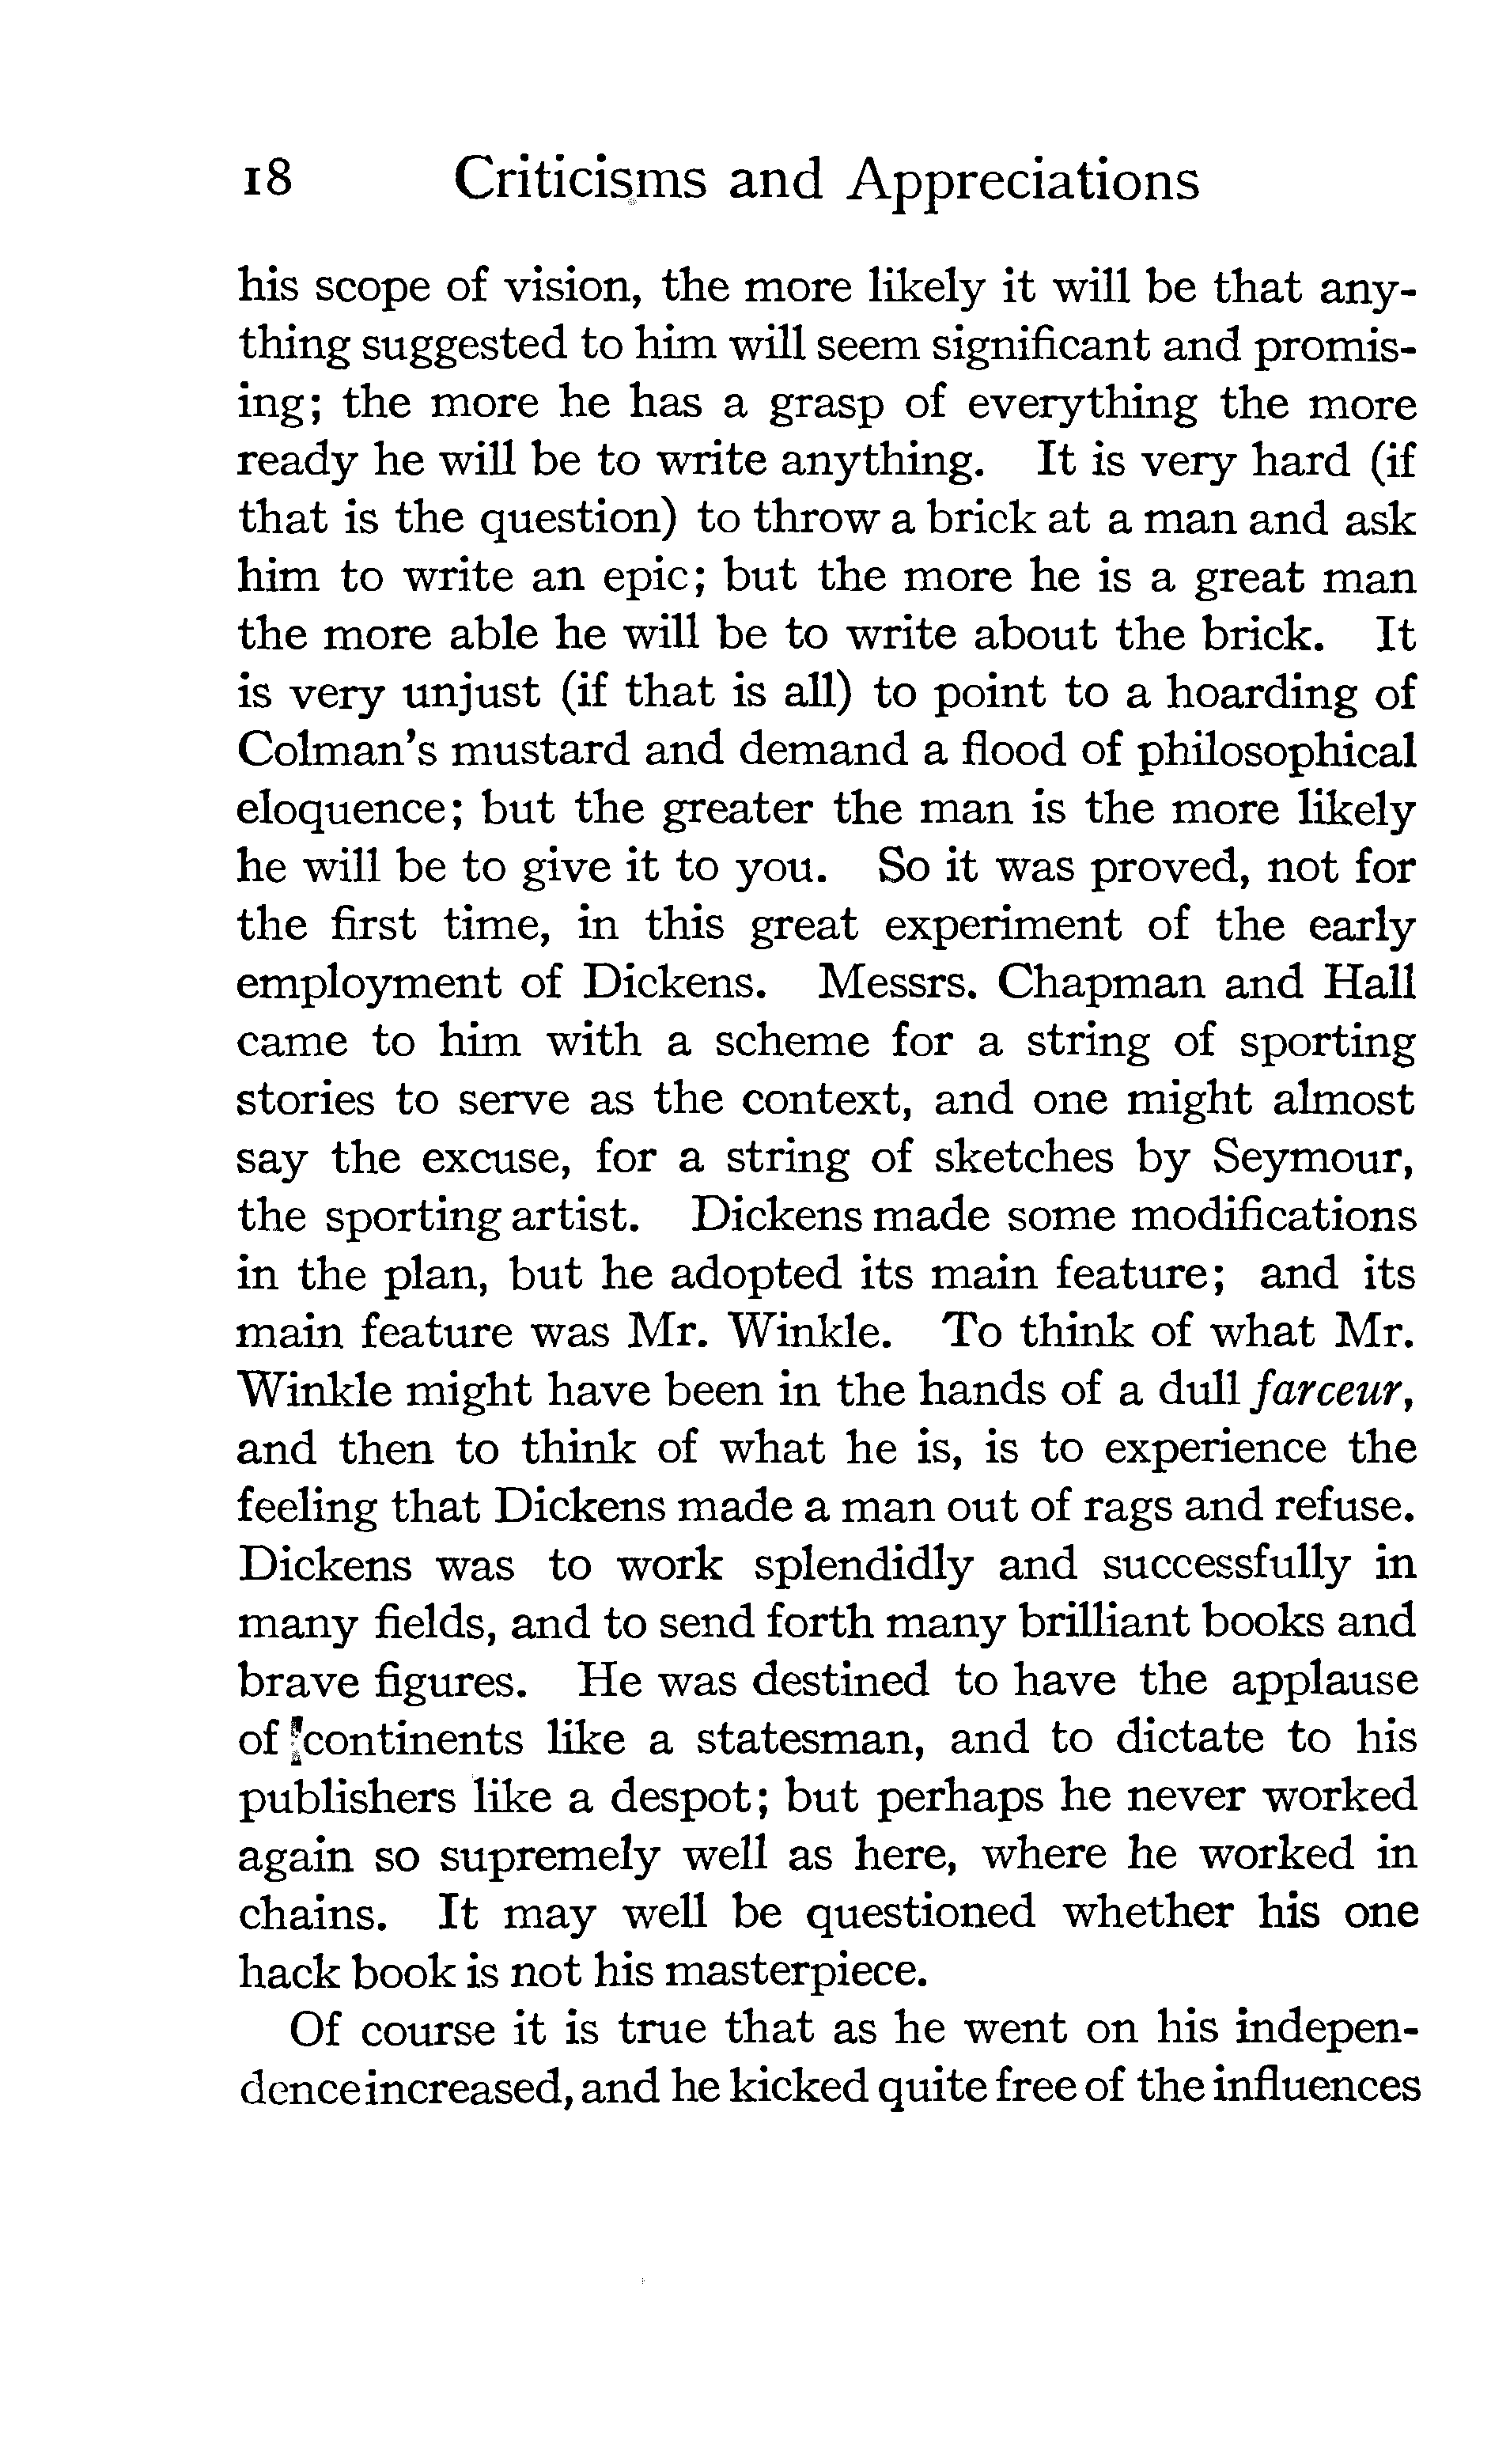 18 Criticisms and Appreciations
his scope of vision, the more likely it will be that any-
thing suggested to him will seem significant and promis-
ing; the more he has a grasp of everything the more
ready he will be to write anything. It is very hard (if
that is the question) to throw a brick at a man and ask
him to write an epic; but the more he is a great man
the more able he will be to write about the brick. It
is very unjust (if that is all) to point to a hoarding of
Colman's mustard and demand a flood of philosophical
eloquence; but the greater the man is the more likely
he will be to give it to you. So it was proved, not for
the first time, in this great experiment of the early
employment of Dickens. Messrs. Chapman and Hall
came to him with a scheme for a string of sporting
stories to serve as the context, and one might almost
say the excuse, for a string of sketches by Seymour,
the sporting artist. Dickens made some modifications
in the plan, but he adopted its main feature; and its
main feature was Mr. Winkle. To think of what Mr.
Winkle might have been in the hands of a dull farceur,
and then to think of what he is, is to experience the
feeling that Dickens made a man out of rags and refuse.
Dickens was to work splendidly and successfully in
many fields, and to send forth many brilliant books and
brave figures. He was destined to have the applause
of continents like a statesman, and to dictate to his
publishers like a despot; but perhaps he never worked
again so supremely well as here, where he worked in
chains. It may well be questioned whether his one
hack book is not his masterpiece.
Of course it is true that as he went on his indepen-
dence increased, and he kicked quite free of the influences